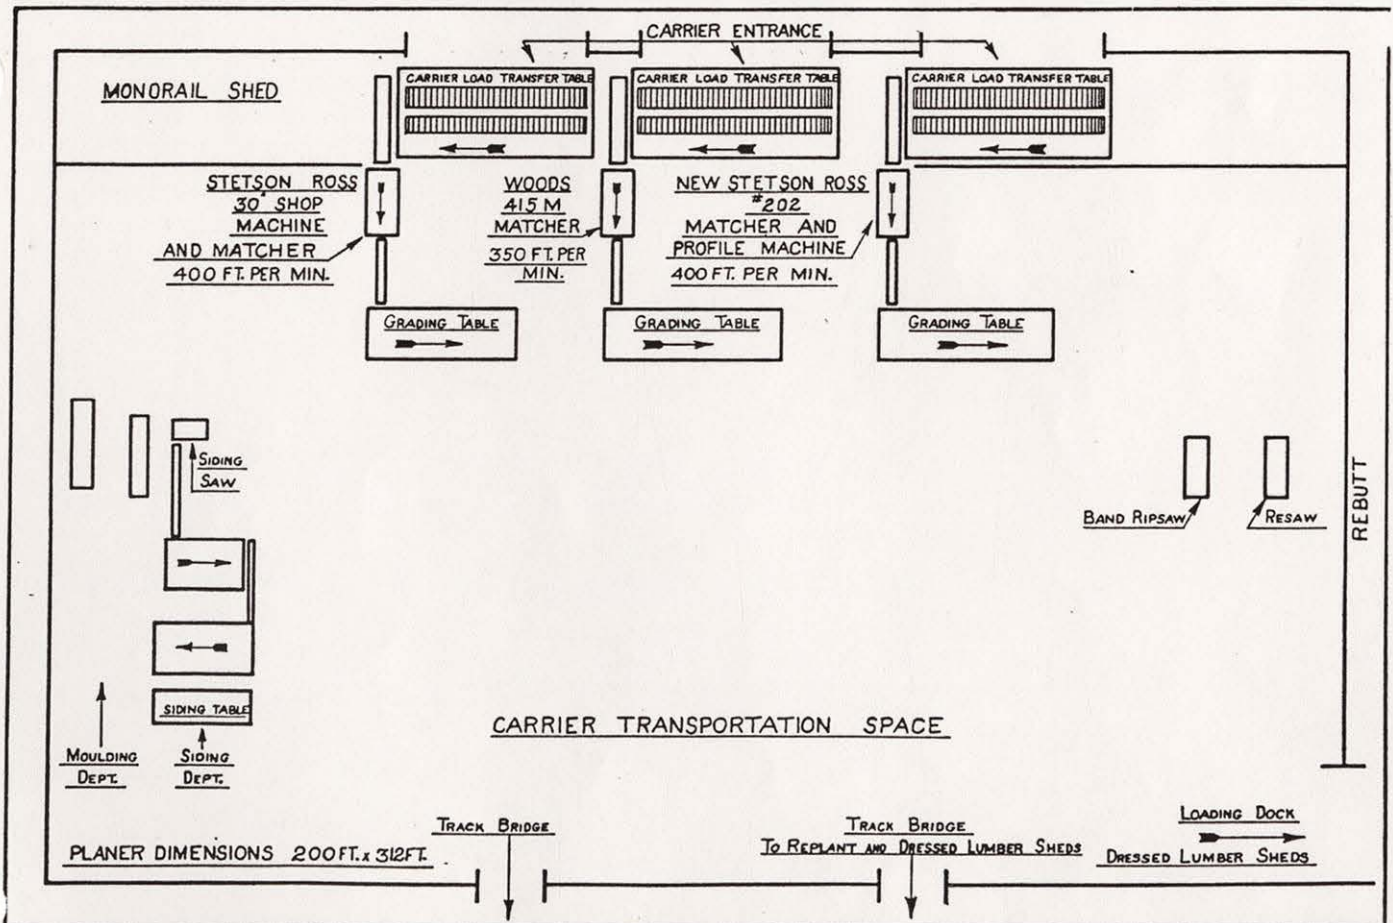 CARRIER ENTRANCE
MONORAIL SHED
CARRIER LOAD TRANSFER TABLE
CARRIER LOAD TRANSFER TABLE
CARRIER LOAD TRANSFER TABLE
STETSON ROSS
30" SHOP
MACHINE
AND MATCHER
400 FT. PER MIN.
WOODS
415 M
MATCHER
350 FT. PER
MIN.
NEW STETSON ROSS
#202
MATCHER AND
PROFILE MACHINE
400 FT. PER MIN.
GRADING TABLE
GRADING TABLE
GRADING TABLE
SIDING
SAW
BAND RIPSAW
RESAW
REBUTT
SIDING TABLE
MOULDING
DEPT.
SIDING
DEPT.
CARRIER TRANSPORTATION SPACE
PLANER DIMENSIONS 200 FT. x 312 FT.
TRACK BRIDGE
TRACK BRIDGE
TO REPLANT AND DRESSED LUMBER SHEDS
LOADING DOCK
DRESSED LUMBER SHEDS